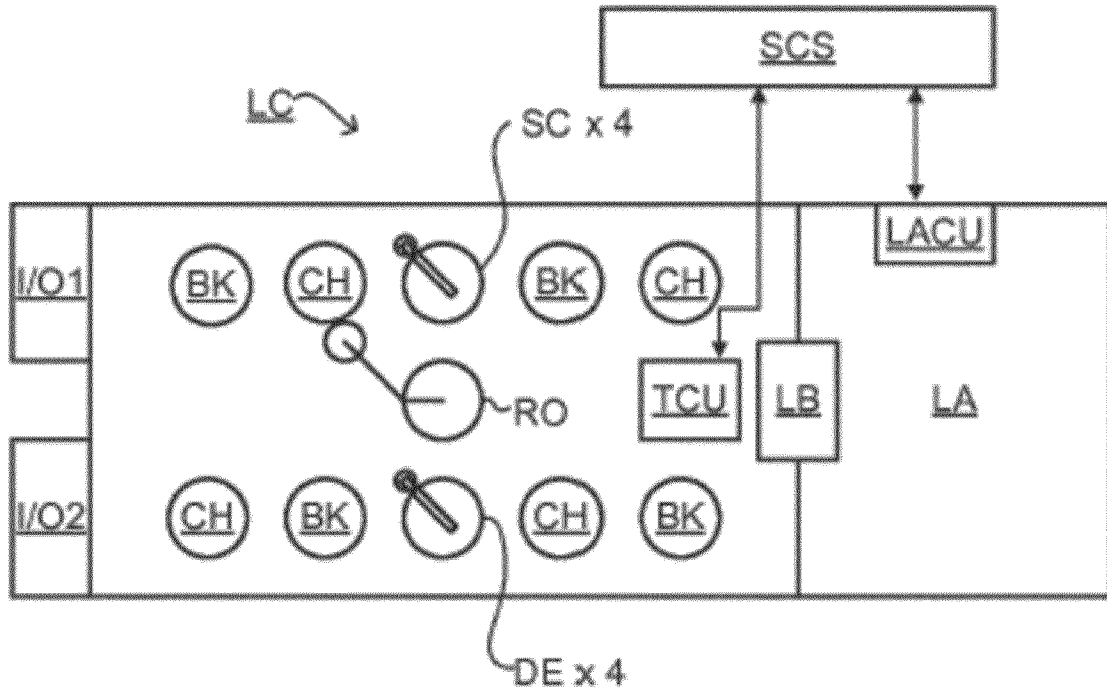 SCS
LC
SC x 4
I/O1
BK
CH
BK
CH
LACU
RO
TCU
LB
LA
I/O2
CH
BK
CH
BK
DE x 4